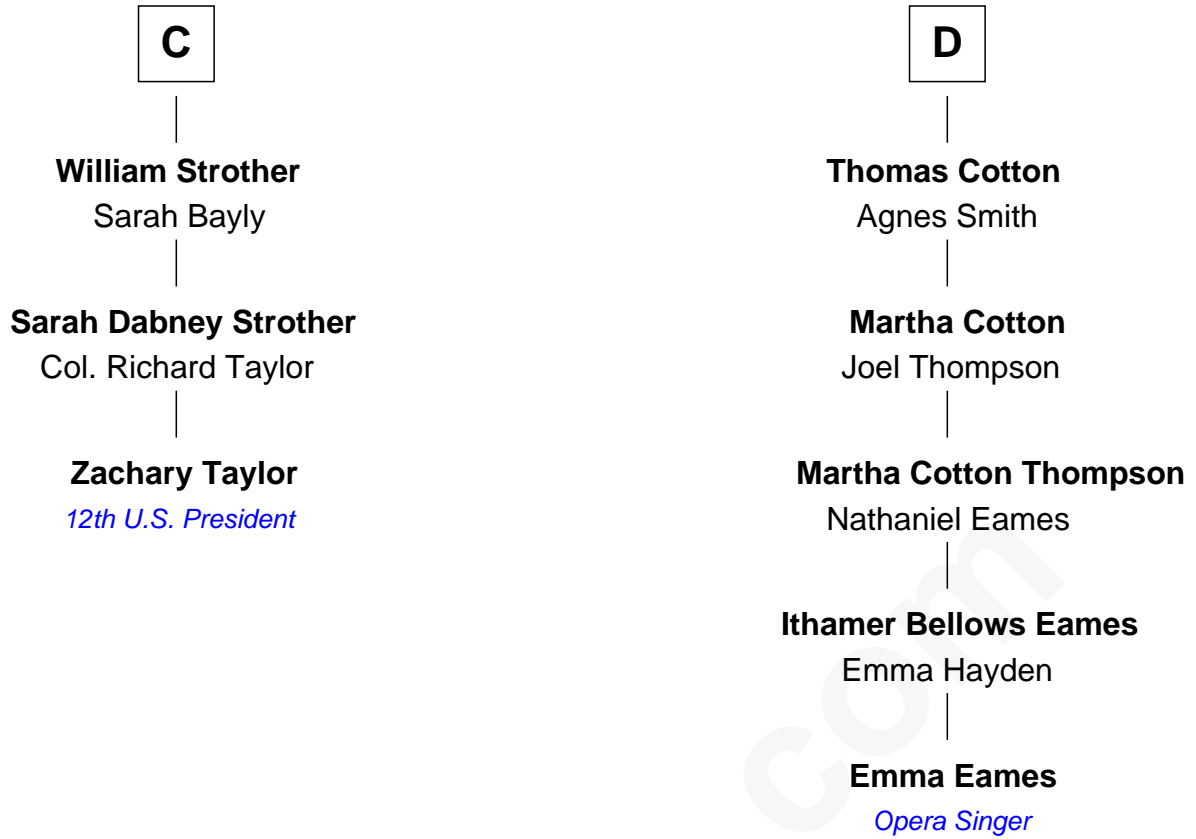 C
William Strother
Sarah Bayly
Sarah Dabney Strother
Col. Richard Taylor
Zachary Taylor
12th U.S. President
D
Thomas Cotton
Agnes Smith
Martha Cotton
Joel Thompson
Martha Cotton Thompson
Nathaniel Eames
Ithamer Bellows Eames
Emma Hayden
Emma Eames
Opera Singer
com